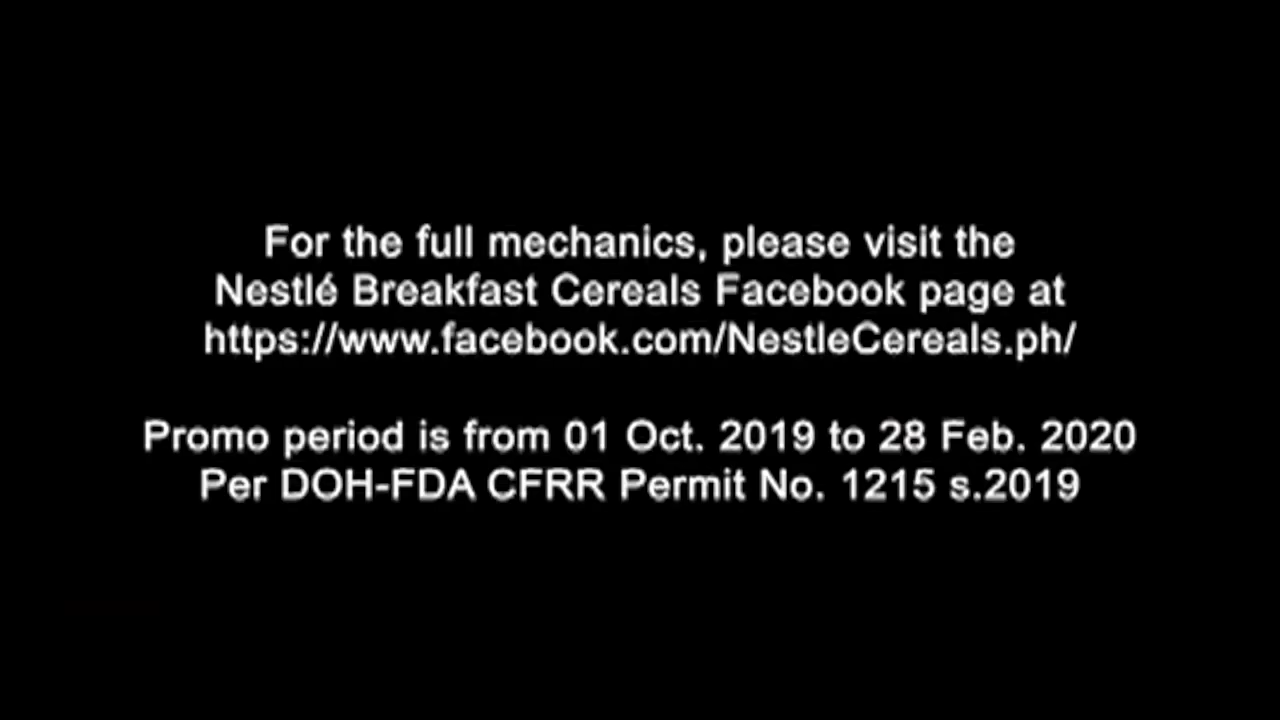 For the full mechanics, please visit the
Nestlé Breakfast Cereals Facebook page at
https://www.facebook.com/NestleCereals.ph/
Promo period is from 01 Oct. 2019 to 28 Feb. 2020
Per DOH-FDA CFRR Permit No. 1215 s.2019